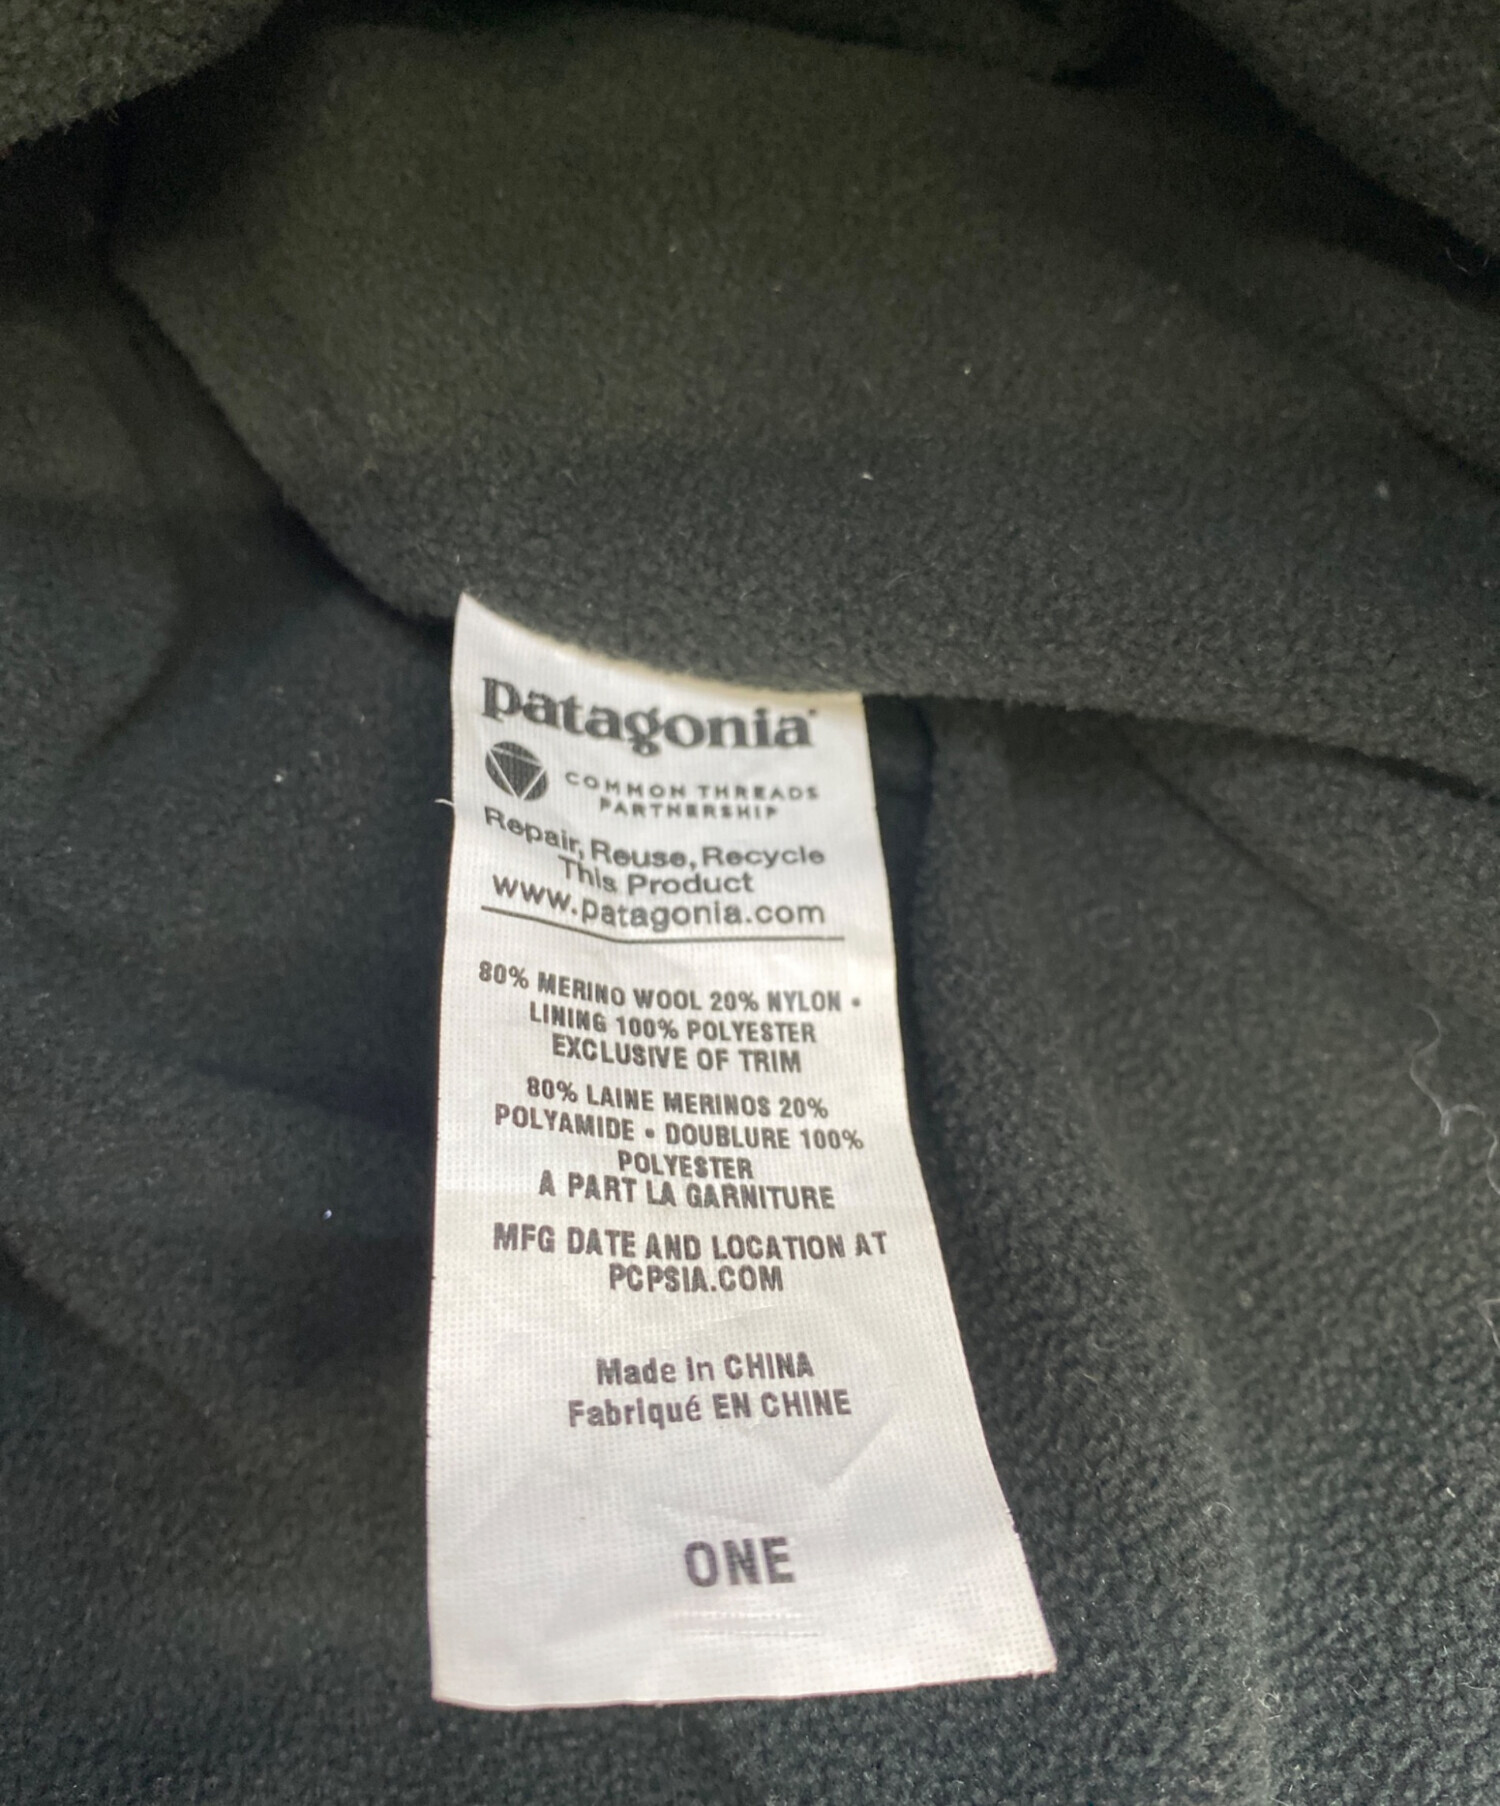 patagonia
COMMON THREADS
PARTNERSHIP
Repair, Reuse, Recycle
This Product
www.patagonia.com
80% MERINO WOOL 20% NYLON •
LINING 100% POLYESTER
EXCLUSIVE OF TRIM
80% LAINE MERINOS 20%
POLYAMIDE • DOUBLURE 100%
POLYESTER
A PART LA GARNITURE
MFG DATE AND LOCATION AT
PCPSIA.COM
Made in CHINA
Fabriqué EN CHINE
ONE